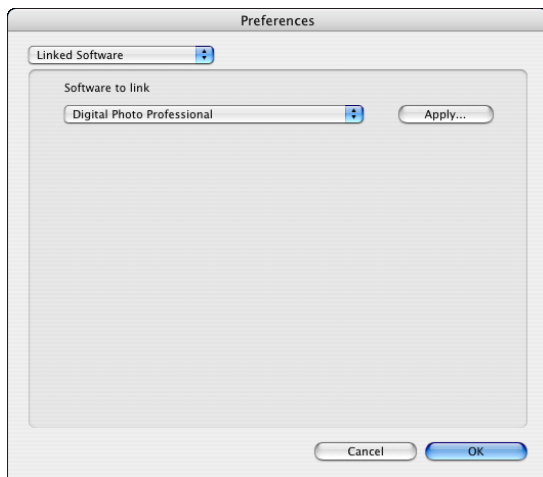 Preferences
Linked Software
Software to link
Digital Photo Professional
Apply...
Cancel
OK